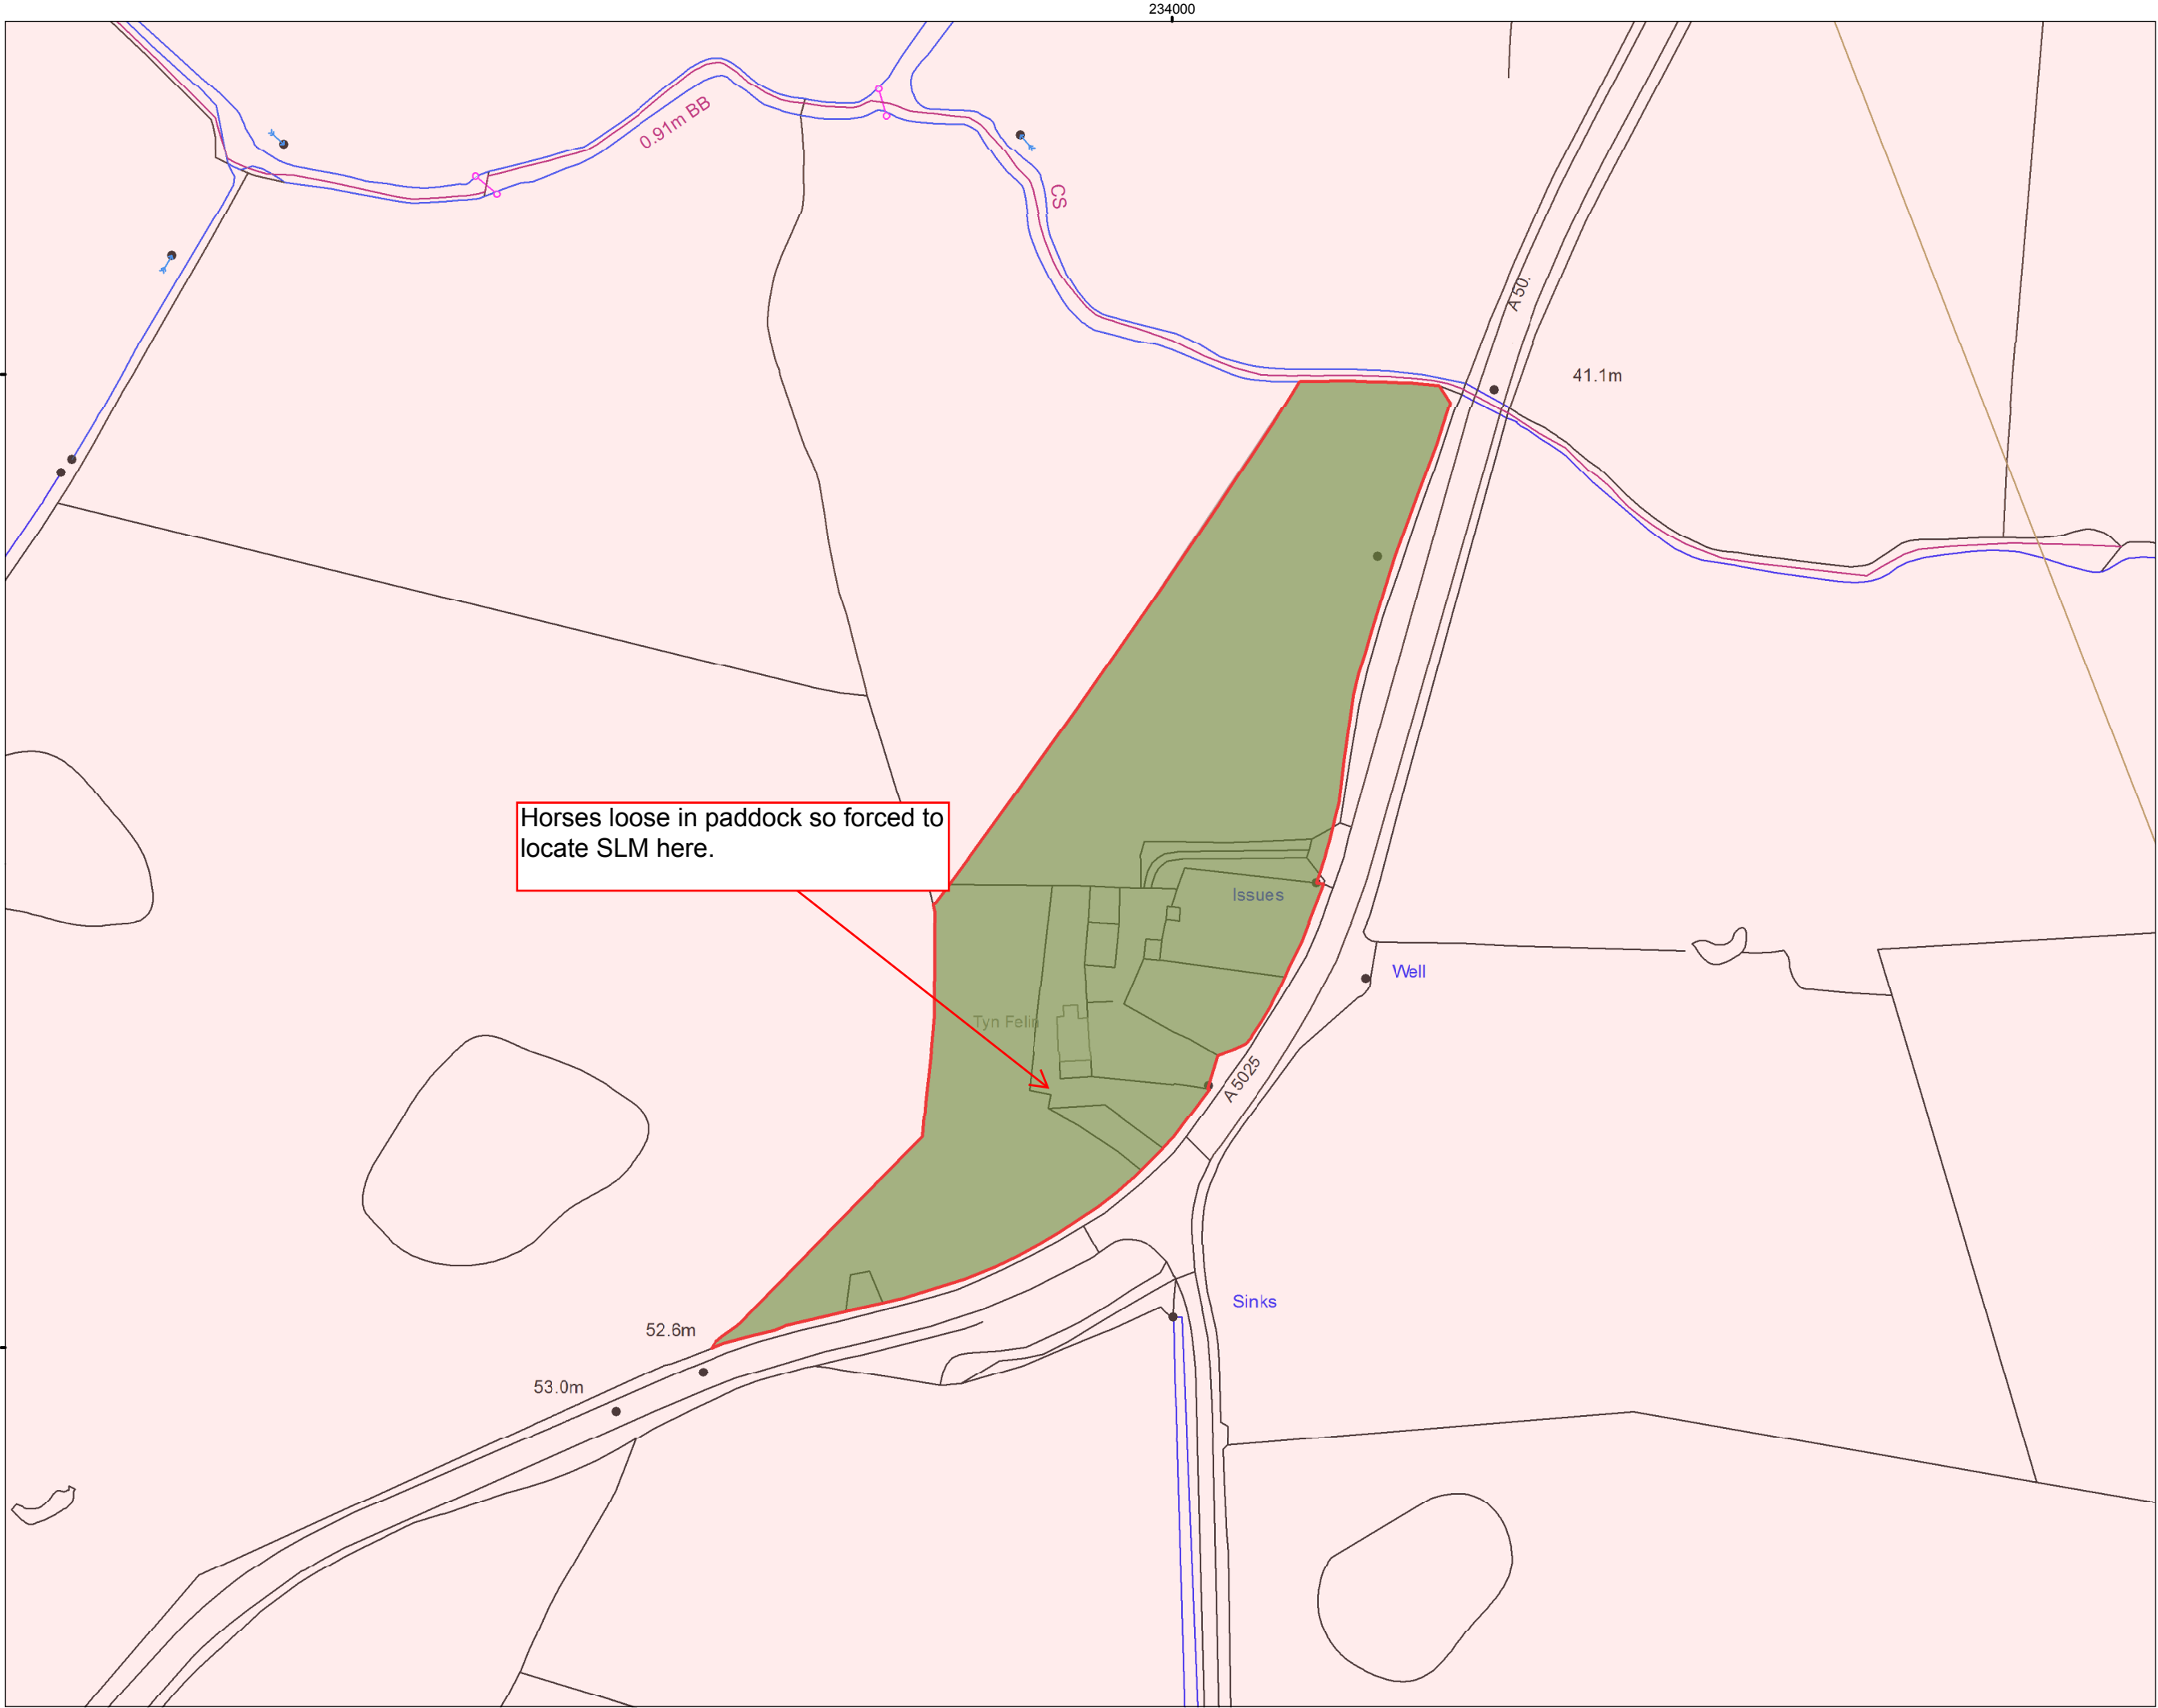 234000
0.91m BB
CS
A 50
41.1m
Horses loose in paddock so forced to
locate SLM here.
Issues
Well
Tyn Felin
A 5025
Sinks
52.6m
53.0m